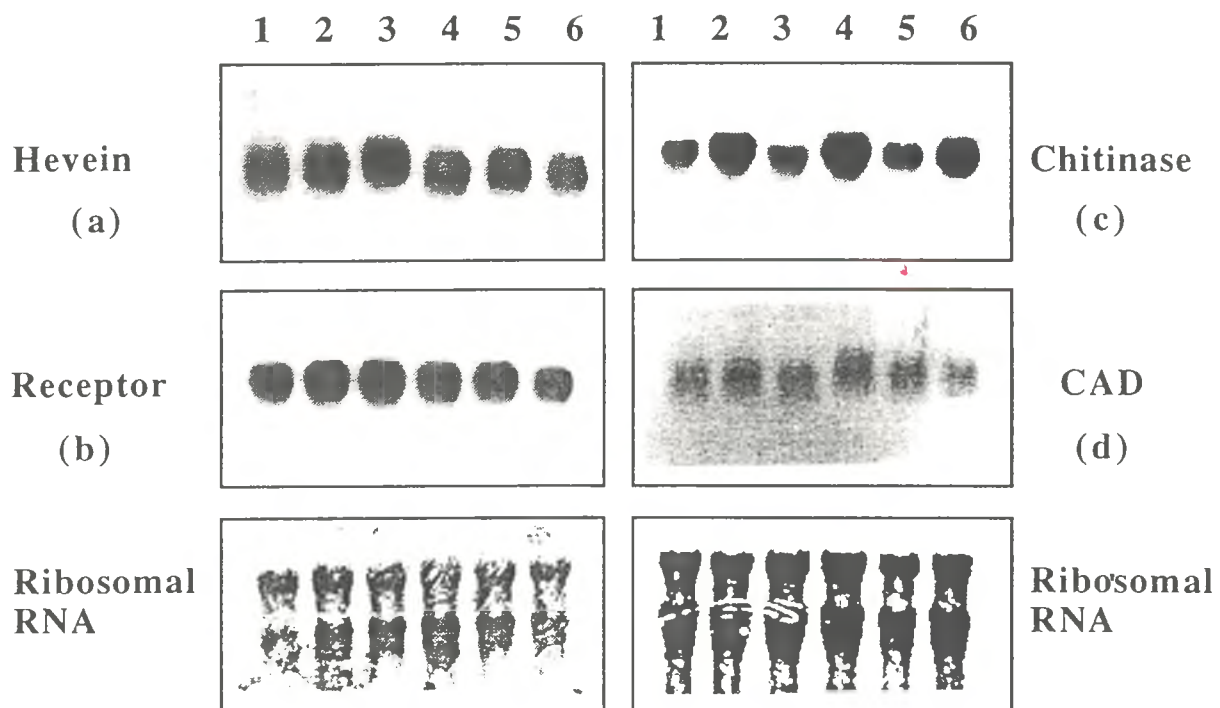 1 2 3 4 5 6
1 2 3 4 5 6
Hevein
(a)
Chitinase
(c)
Receptor
(b)
CAD
(d)
Ribosomal
RNA
Ribosomal
RNA